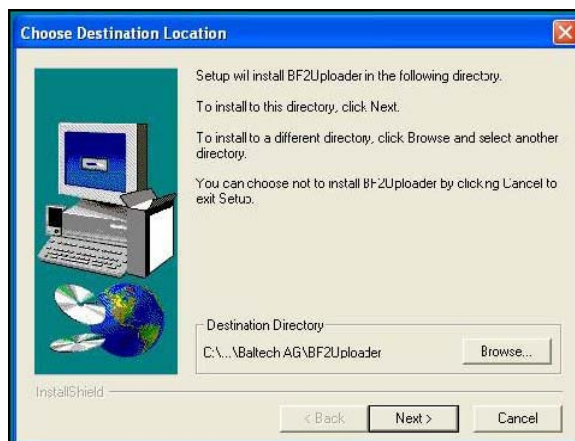 Choose Destination Location
Setup will install BF2Uploader in the following directory.
To install to this directory, click Next.
To install to a different directory, click Browse and select another
directory.
You can choose not to install BF2Uploader by clicking Cancel to
exit Setup.
Destination Directory
C:\...\Baltech AG\BF2Uploader
Browse...
InstallShield
< Back
Next >
Cancel